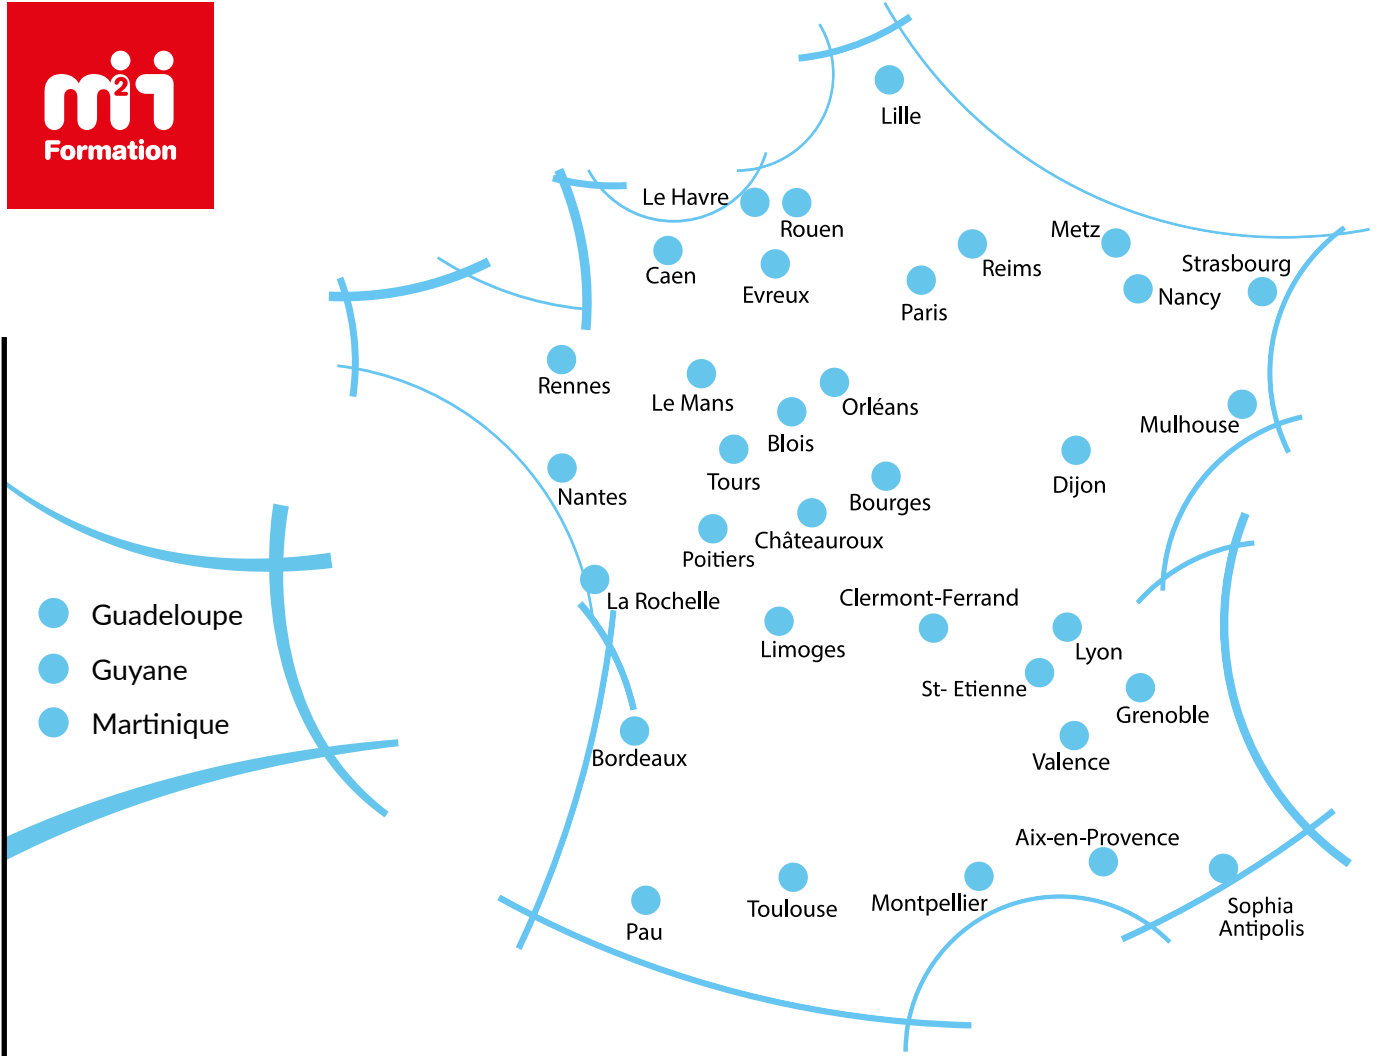 m2i
Formation
Lille
Le Havre
Rouen
Metz
Caen
Reims
Strasbourg
Evreux
Nancy
Paris
Rennes
Le Mans
Orléans
Mulhouse
Blois
Tours
Dijon
Nantes
Bourges
Châteauroux
Poitiers
La Rochelle
Clermont-Ferrand
Guadeloupe
Limoges
Lyon
Guyane
St- Etienne
Grenoble
Martinique
Bordeaux
Valence
Aix-en-Provence
Montpellier
Toulouse
Sophia
Antipolis
Pau